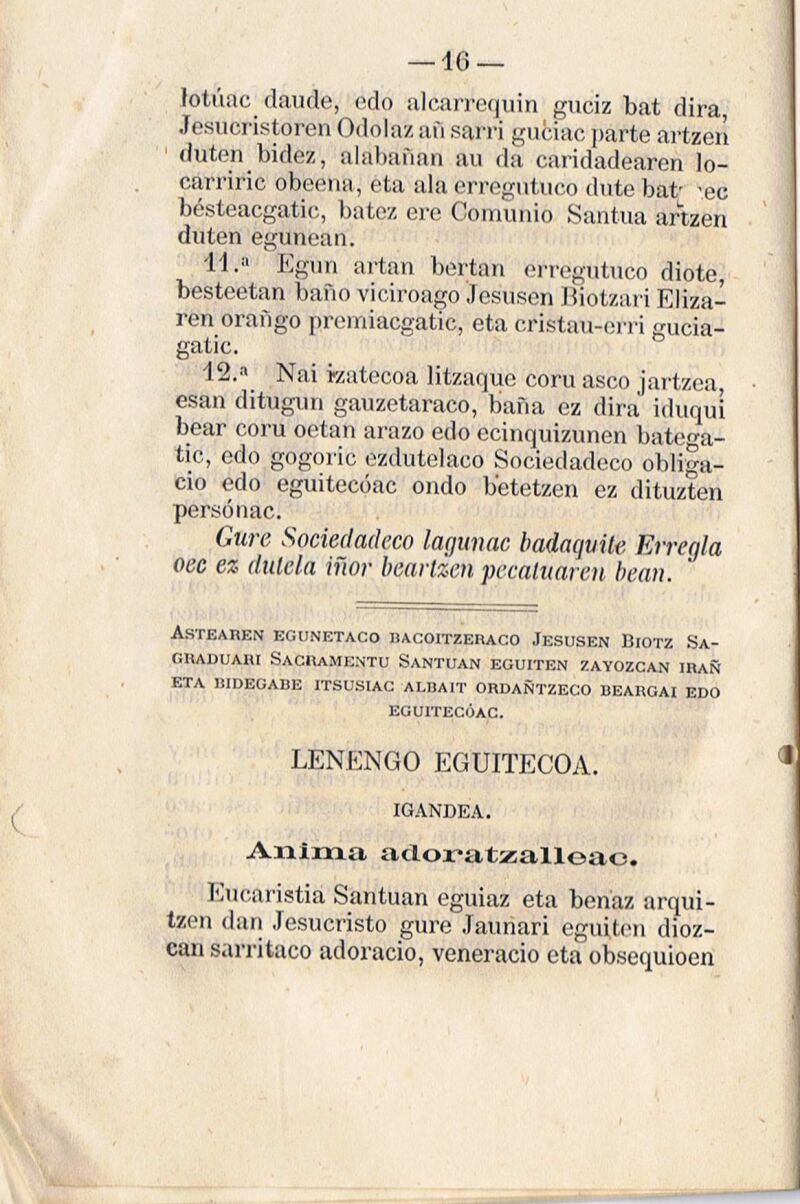 —16—
lotúac daude, edo alcarrequin guciz bat dira,
Jesucristoren Odolaz añ sarri guciac parte artzen
duten bidez, alabañan au da caridadearen lo-
carriric obeena, eta ala erregutuco dute
bésteacgatic, batez ere Comunio Santua artzen
duten egunean.
11.ª Egun artan bertan erregutuco diote,
besteetan baño viciroago Jesusen Biotzari Eliza-
ren orañgo premiacgatic, eta cristau-erri gucia-
gatic.
12.ª Nai izatecoa litzaque coru asco jartzea,
esan ditugun gauzetaraco, baña ez dira iduqui
bear coru oetan arazo edo ecinquizunen batega-
tic, edo gogoric ezdutelaco Sociedadeco obliga-
cio edo eguitecóac ondo betetzen ez dituzten
persónac.
Gure Sociedadeco lagunac badaquite Erregla
oec ez dutela iñor beartzen pecatuaren bean.
ASTEAREN EGUNETACO BACOITZERACO JESUSEN BIOTZ SA-
GRADUARI SACRAMENTU SANTUAN EGUITEN ZAYOZCAN IRAÑ
ETA BIDEGABE ITSUSIAC ALBAIT ORDAÑTZECO BEARGAI EDO
EGUITECÓAC.
LENENGO EGUITECOA.
IGANDEA.
Anima adoratzalleac.
Eucaristia Santuan eguiaz eta benaz arqui-
tzen dan Jesucristo gure Jaunari eguiten dioz-
can sarritaco adoracio, veneracio eta obsequioen